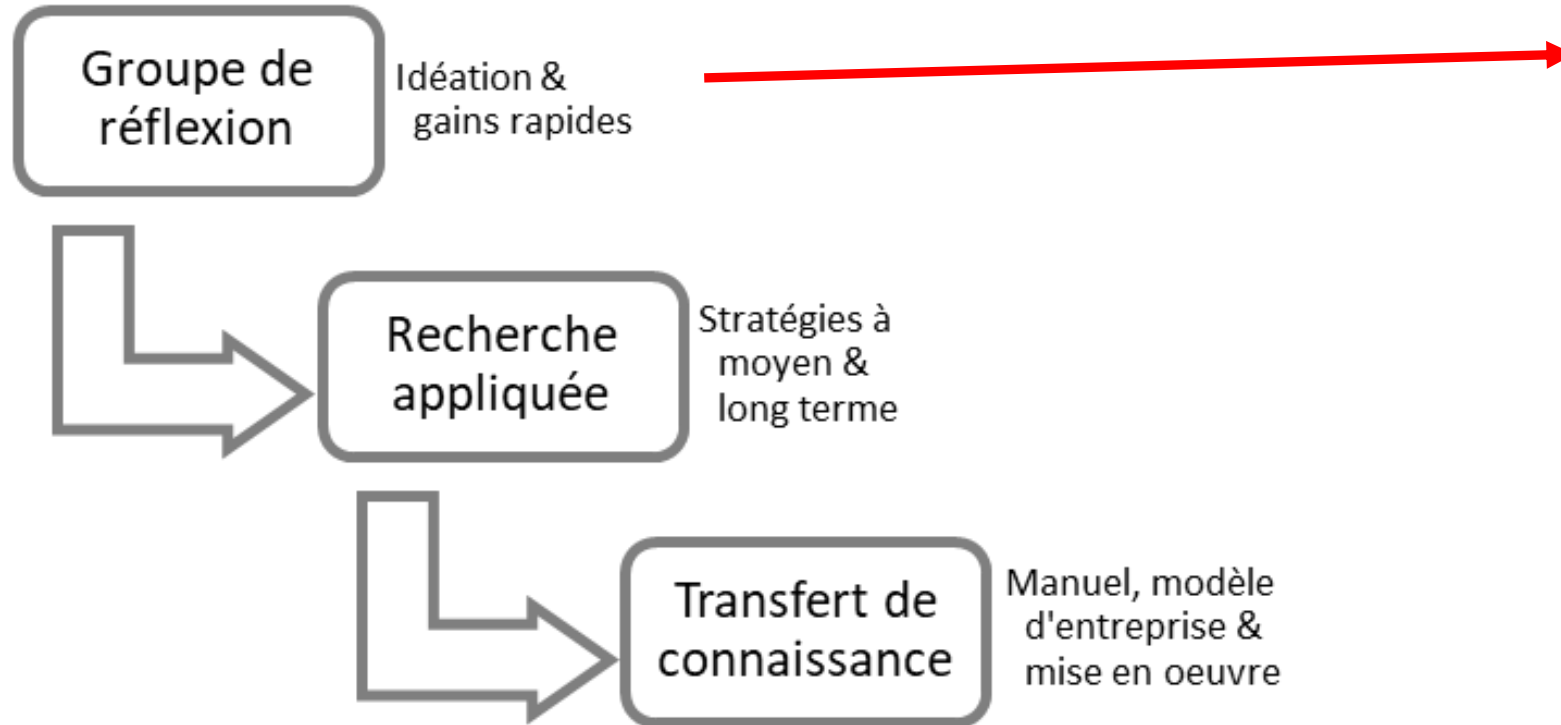 Groupe de
réflexion
Idéation &
gains rapides
Recherche
appliquée
Stratégies à
moyen &
long terme
Transfert de
connaissance
Manuel, modèle
d'entreprise &
mise en oeuvre